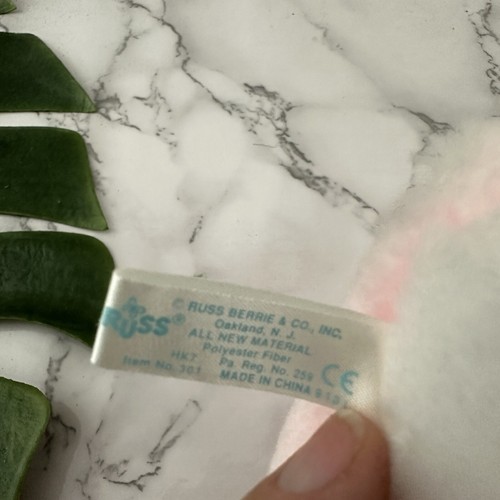 RUSS®
© RUSS BERRIE & CO., INC.
Oakland, N. J.
ALL NEW MATERIAL
Polyester Fiber
HK7 Pa. Reg. No. 259
Item No. 301 MADE IN CHINA
CE